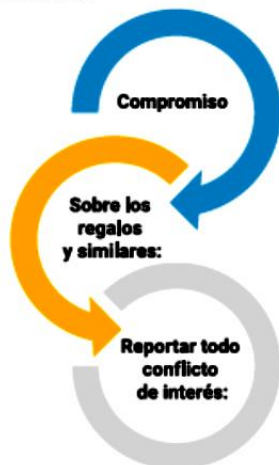 Compromiso
Sobre los
regalos
y similares:
Reportar todo
conflicto
de interés: